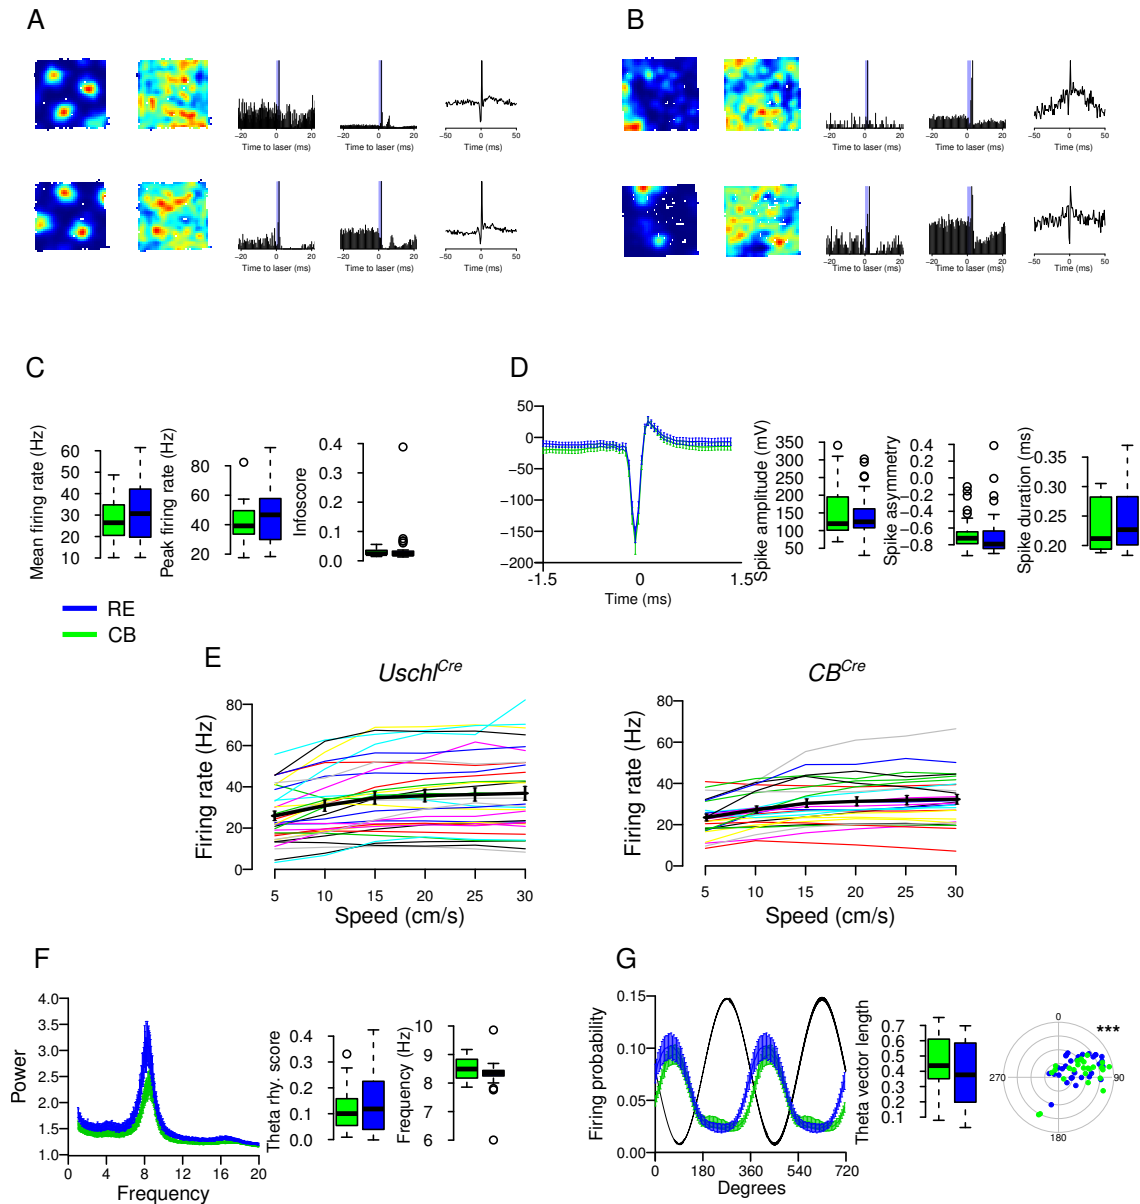 A
B
−20 0 20
Time to laser (ms)
−20 0 20
Time to laser (ms)
−50 0 50
Time (ms)
−20 0 20
Time to laser (ms)
−20 0 20
Time to laser (ms)
−50 0 50
Time (ms)
−20 0 20
Time to laser (ms)
−20 0 20
Time to laser (ms)
−50 0 50
Time (ms)
−20 0 20
Time to laser (ms)
−20 0 20
Time to laser (ms)
−50 0 50
Time (ms)
C
Mean firing rate (Hz)
60
50
40
30
20
10
Peak firing rate (Hz)
80
60
40
20
Infoscore
0.4
0.3
0.2
0.1
0.0
RE
CB
D
50
0
−50
−100
−150
−200
−1.5 0 1.5
Time (ms)
Spike amplitude (mV)
350
300
250
200
150
100
50
Spike asymmetry
0.4
0.2
0.0
−0.2
−0.4
−0.6
−0.8
Spike duration (ms)
0.35
0.30
0.25
0.20
E
Uschl^Cre
Firing rate (Hz)
80
60
40
20
0
5 10 15 20 25 30
Speed (cm/s)
CB^Cre
Firing rate (Hz)
80
60
40
20
0
5 10 15 20 25 30
Speed (cm/s)
F
Power
4.0
3.5
3.0
2.5
2.0
1.5
1.0
0 4 8 12 16 20
Frequency
Theta rhy. score
0.4
0.3
0.2
0.1
0.0
Frequency (Hz)
10
9
8
7
6
G
Firing probability
0.15
0.10
0.05
0.00
0 180 360 540 720
Degrees
Theta vector length
0.7
0.6
0.5
0.4
0.3
0.2
0.1
0
***
270
90
180